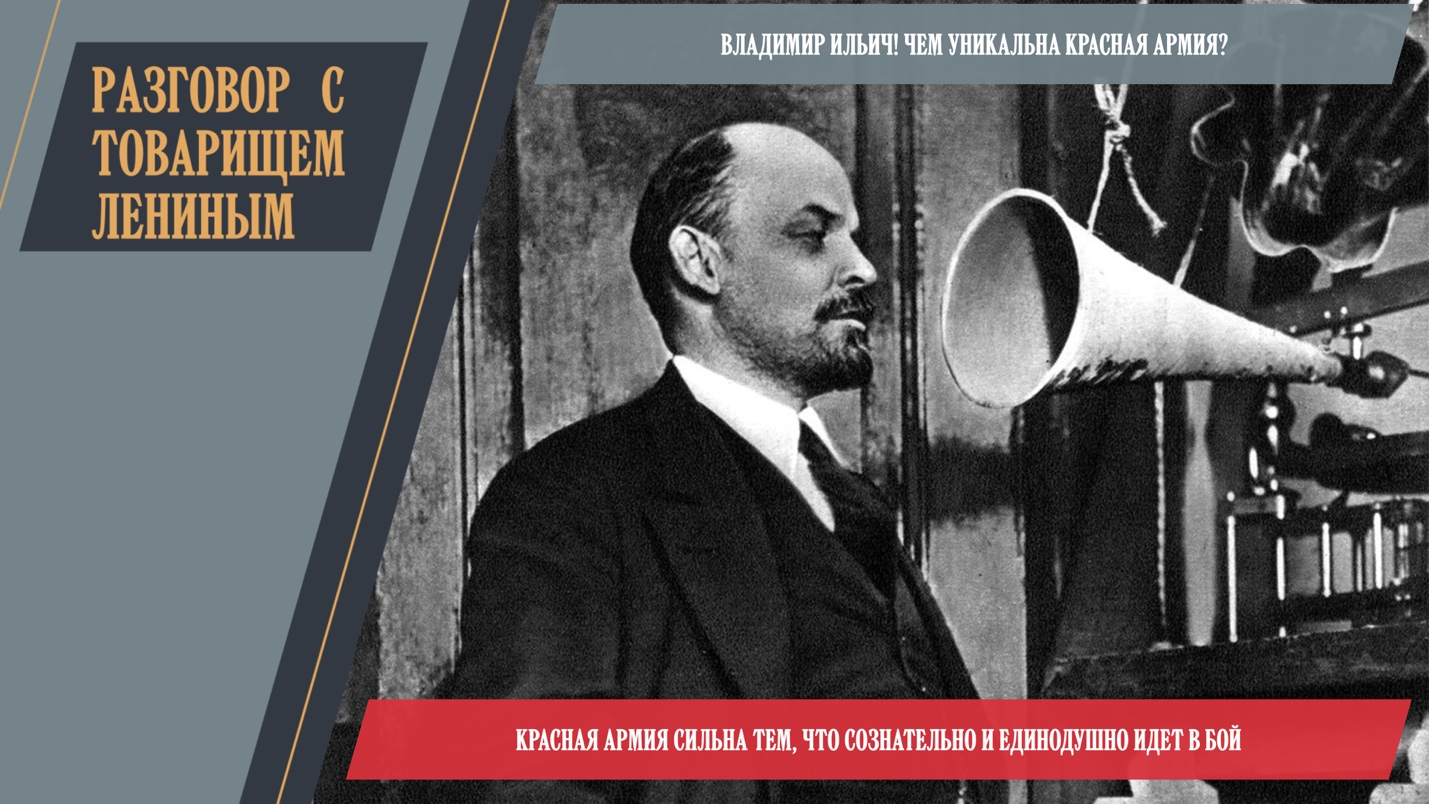 РАЗГОВОР С
ТОВАРИЩЕМ
ЛЕНИНЫМ
ВЛАДИМИР ИЛЬИЧ! ЧЕМ УНИКАЛЬНА КРАСНАЯ АРМИЯ?
КРАСНАЯ АРМИЯ СИЛЬНА ТЕМ, ЧТО СОЗНАТЕЛЬНО И ЕДИНОДУШНО ИДЕТ В БОЙ